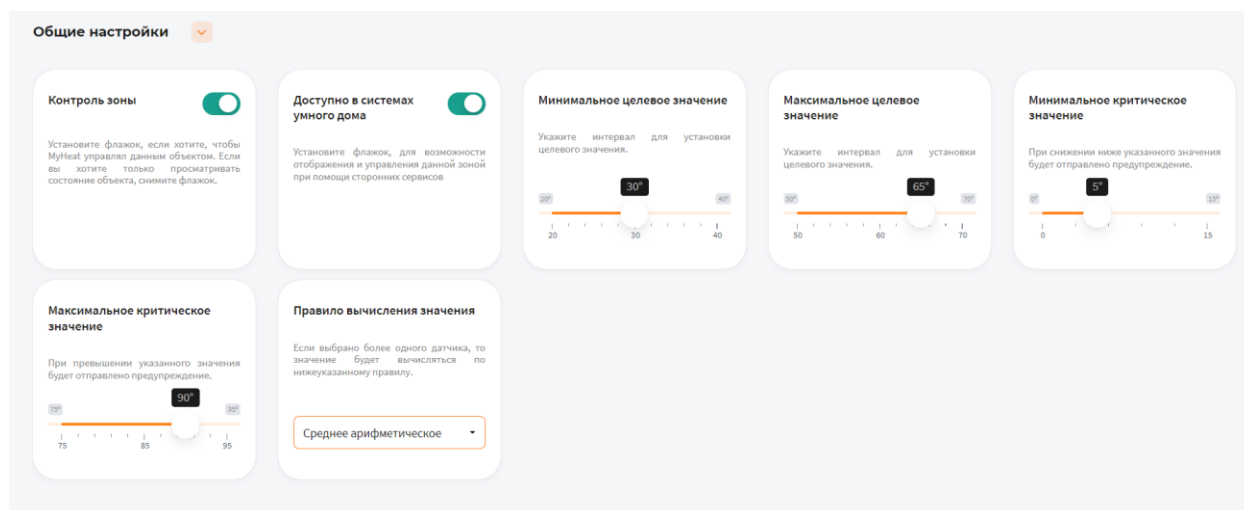 Общие настройки
Контроль зоны
Установите флажок, если хотите, чтобы
MyHeat управлял данным объектом. Если
вы хотите только просматривать
состояние объекта, снимите флажок.
Доступно в системах
умного дома
Установите флажок, для возможности
отображения и управления данной зоной
при помощи сторонних сервисов
Минимальное целевое значение
Укажите интервал для установки
целевого значения.
30°
20° 40°
20 30 40
Максимальное целевое
значение
Укажите интервал для установки
целевого значения.
65°
50° 70°
50 60 70
Минимальное критическое
значение
При снижении ниже указанного значения
будет отправлено предупреждение.
5°
0° 15°
0 15
Максимальное критическое
значение
При превышении указанного значения
будет отправлено предупреждение.
90°
75° 95°
75 85 95
Правило вычисления значения
Если выбрано более одного датчика, то
значение будет вычисляться по
нижеуказанному правилу.
Среднее арифметическое